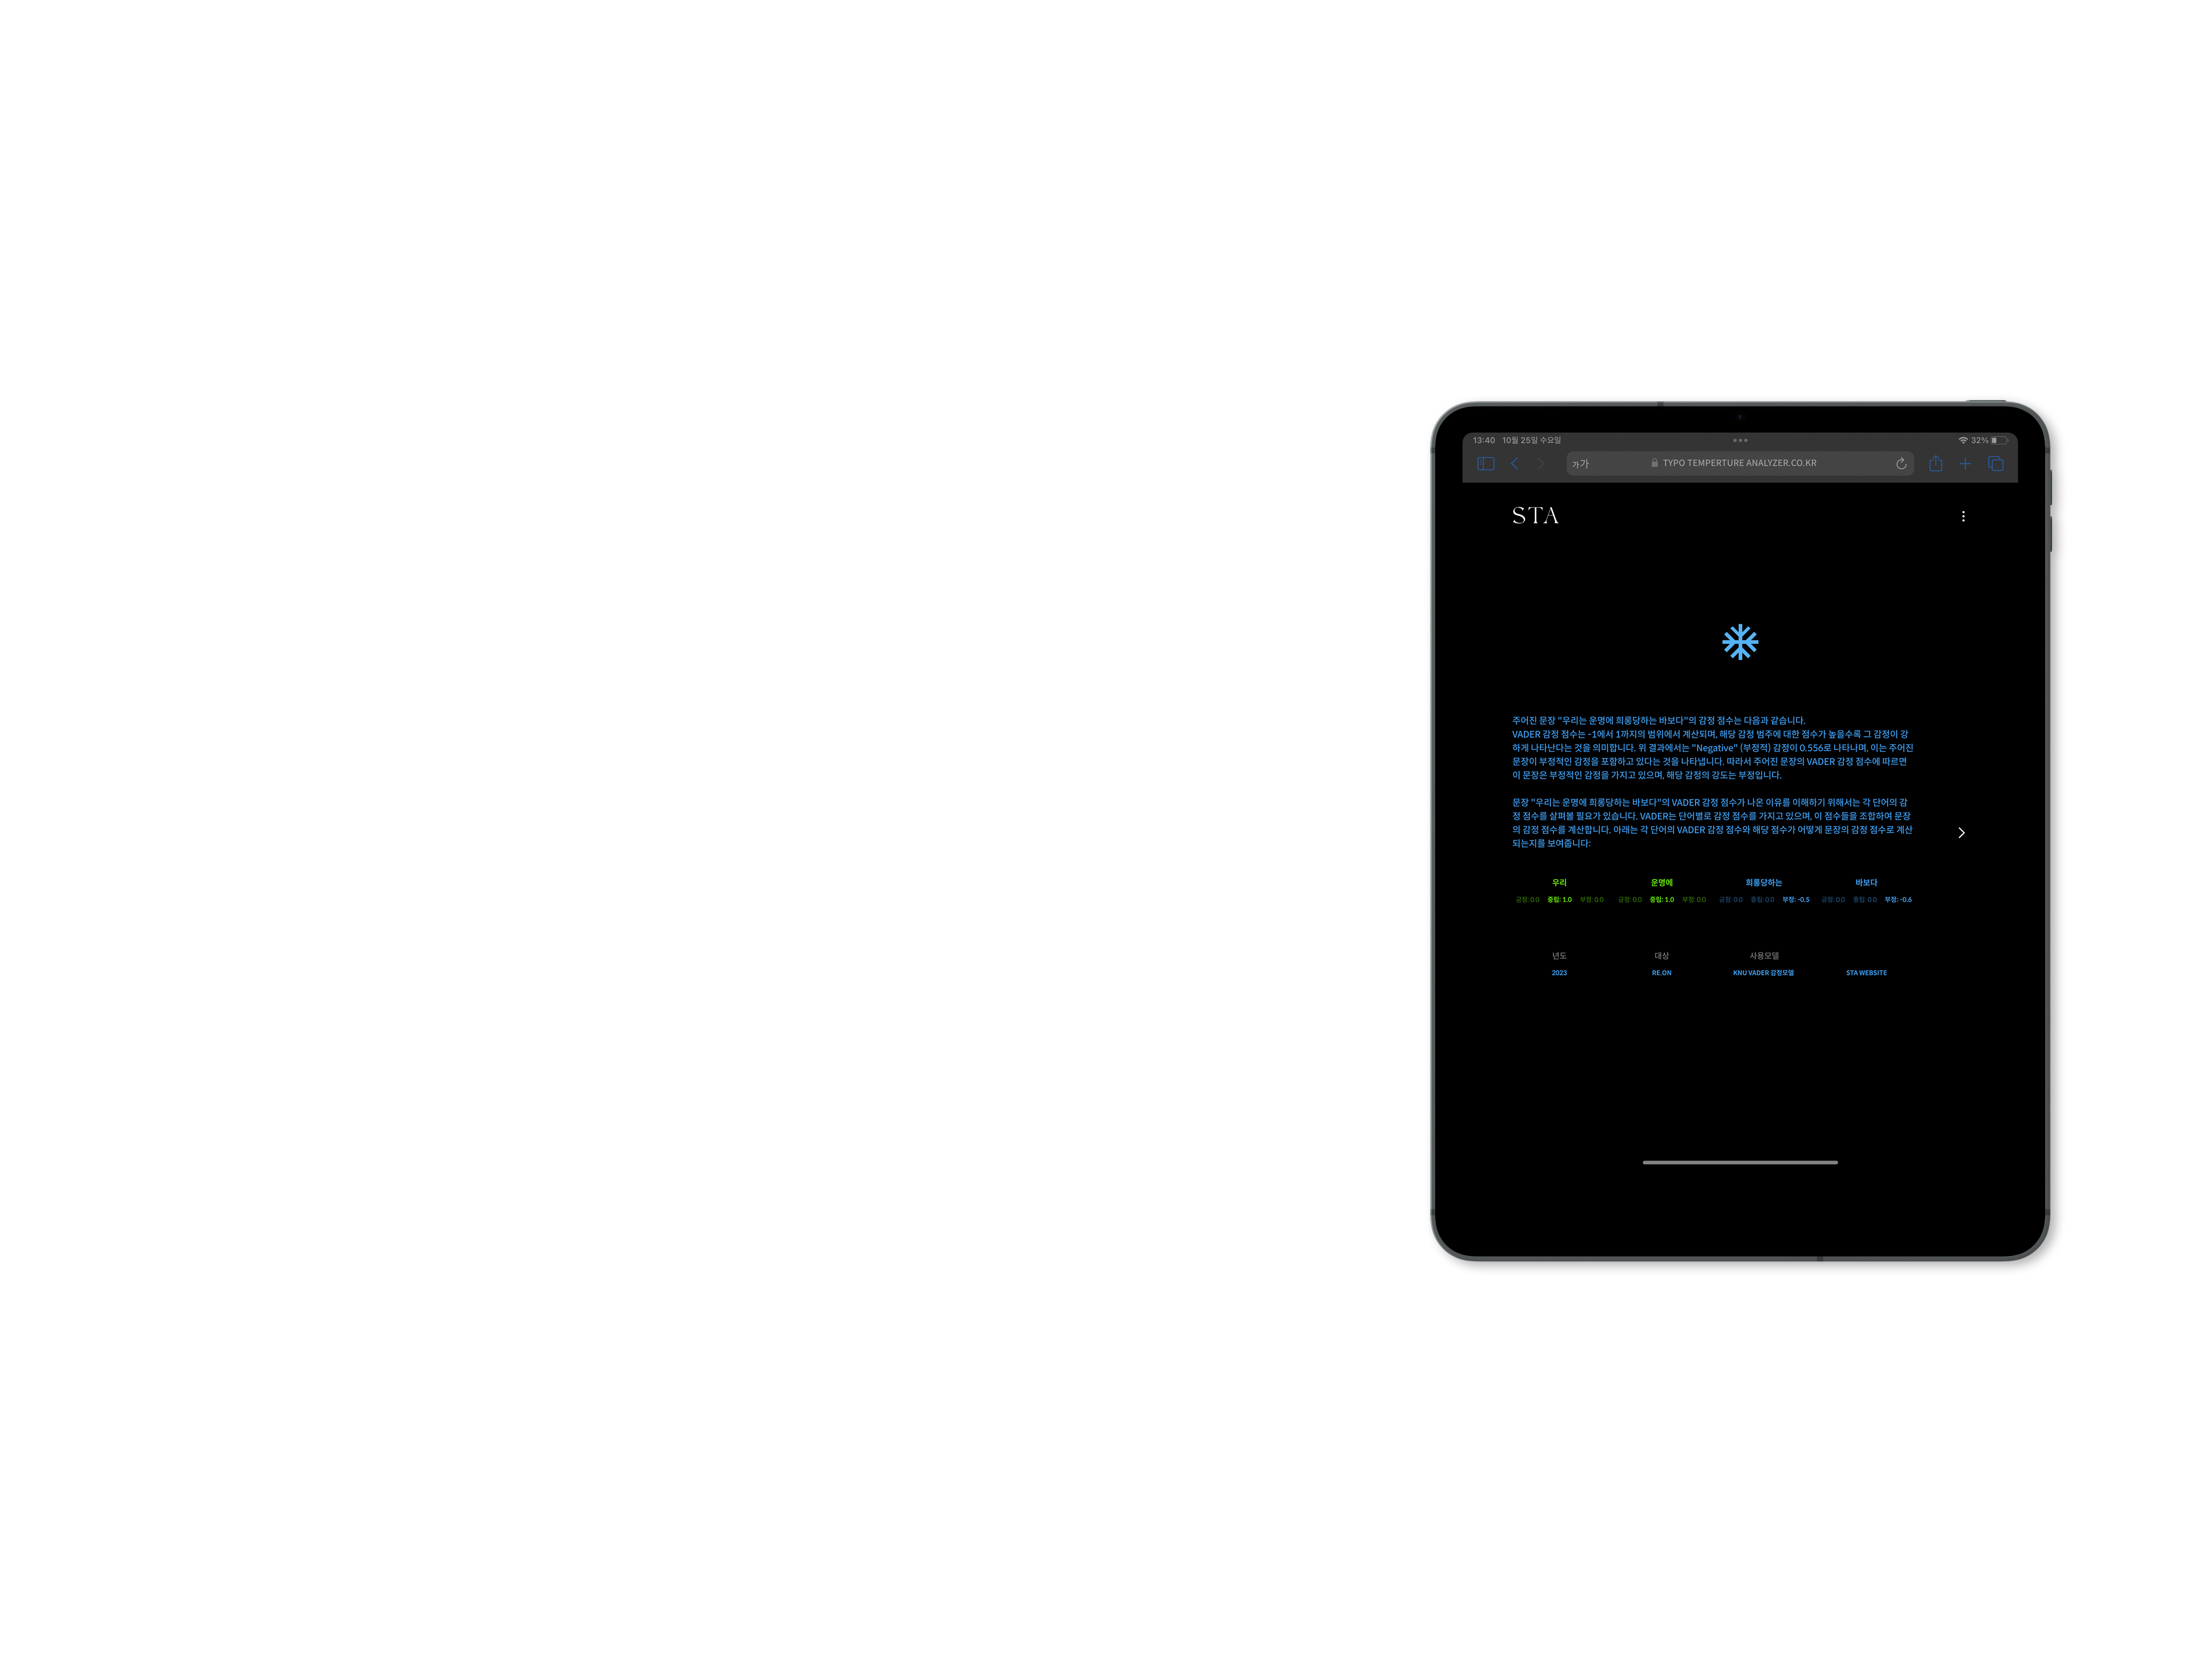 13:40 10월 25일 수요일
32%
가가
TYPO TEMPERTURE ANALYZER.CO.KR
STA
주어진 문장 "우리는 운명에 희롱당하는 바보다"의 감정 점수는 다음과 같습니다.
VADER 감정 점수는 -1에서 1까지의 범위에서 계산되며, 해당 감정 범주에 대한 점수가 높을수록 그 감정이 강
하게 나타난다는 것을 의미합니다. 위 결과에서는 "Negative" (부정적) 감정이 0.556로 나타나며, 이는 주어진
문장이 부정적인 감정을 포함하고 있다는 것을 나타냅니다. 따라서 주어진 문장의 VADER 감정 점수에 따르면
이 문장은 부정적인 감정을 가지고 있으며, 해당 감정의 강도는 부정입니다.
문장 "우리는 운명에 희롱당하는 바보다"의 VADER 감정 점수가 나온 이유를 이해하기 위해서는 각 단어의 감
정 점수를 살펴볼 필요가 있습니다. VADER는 단어별로 감정 점수를 가지고 있으며, 이 점수들을 조합하여 문장
의 감정 점수를 계산합니다. 아래는 각 단어의 VADER 감정 점수와 해당 점수가 어떻게 문장의 감정 점수로 계산
되는지를 보여줍니다:
우리 운명에 희롱당하는 바보다
긍정: 0.0 중립: 1.0 부정: 0.0 긍정: 0.0 중립: 1.0 부정: 0.0 긍정: 0.0 중립: 0.0 부정: -0.5 긍정: 0.0 중립: 0.0 부정: -0.6
년도 대상 사용모델
2023 RE.ON KNU VADER 감정모델 STA WEBSITE